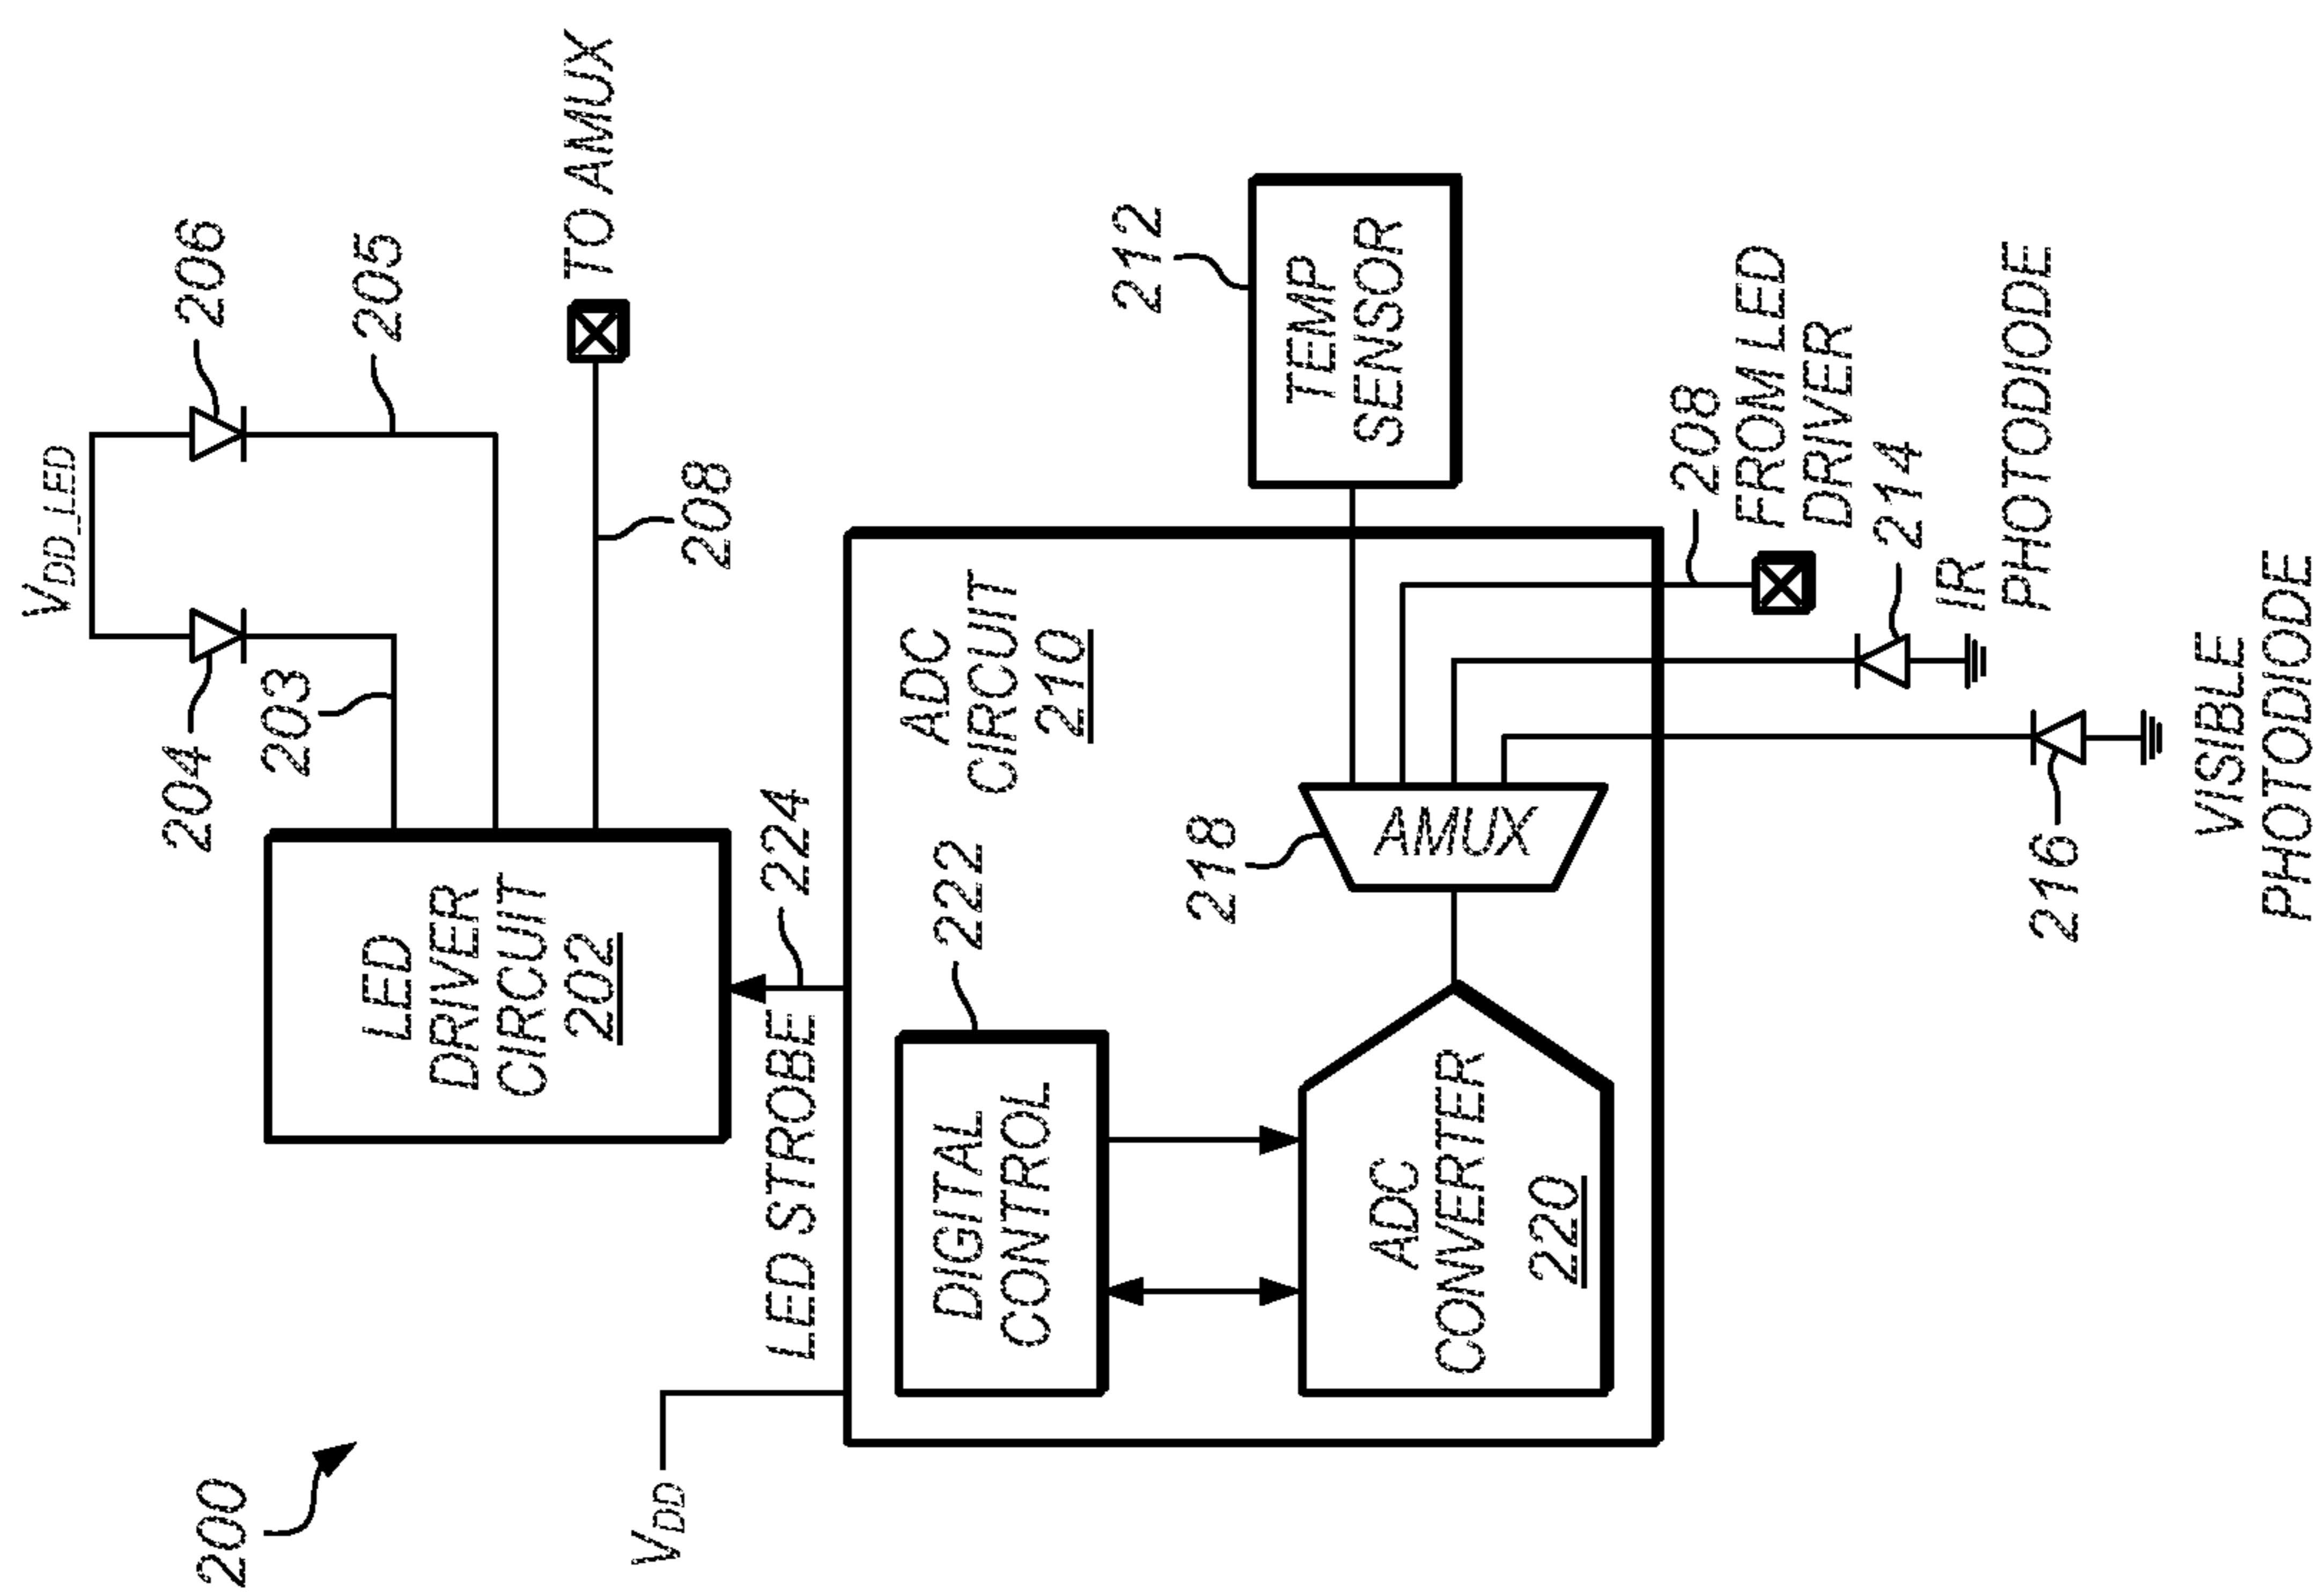 200
V_DD_LED
204
206
203
205
LED
DRIVER
CIRCUIT
202
TO AMUX
208
V_DD
LED STROBE
224
ADC
CIRCUIT
210
222
DIGITAL
CONTROL
218
AMUX
ADC
CONVERTER
220
212
TEMP
SENSOR
208
FROM LED
DRIVER
214
IR
PHOTODIODE
216
VISIBLE
PHOTODIODE